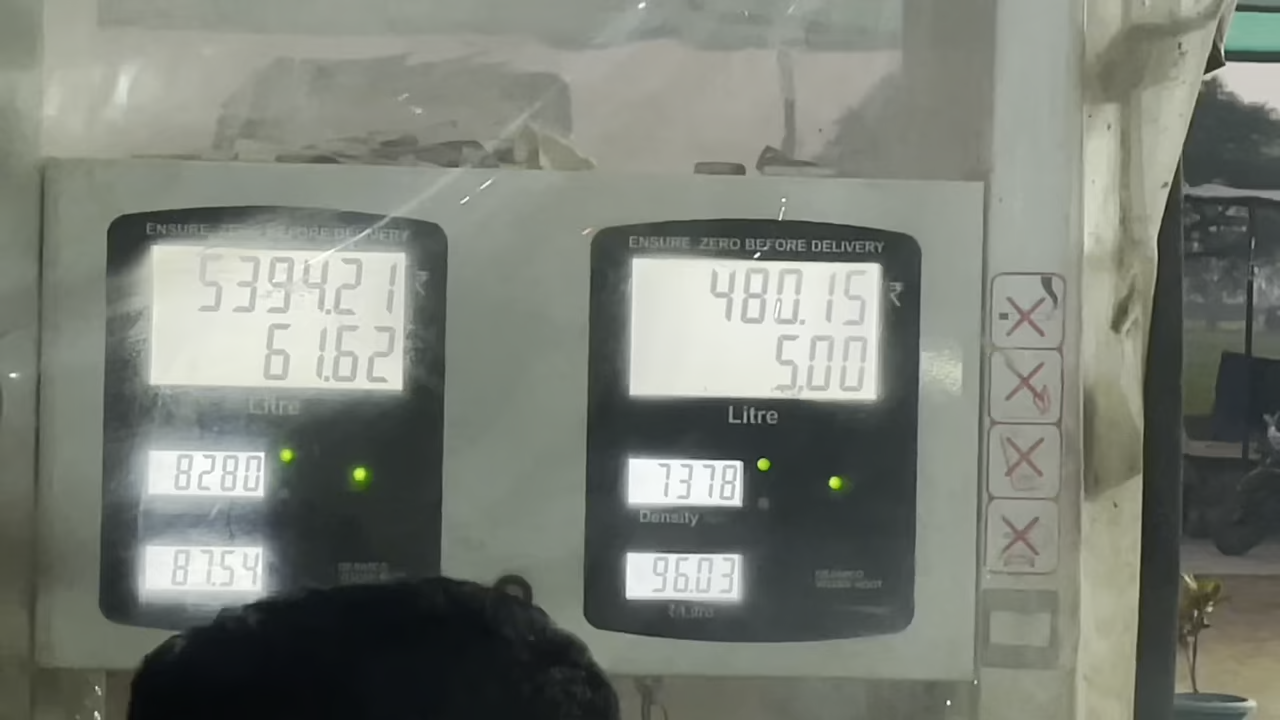 ENSURE ZERO BEFORE DELIVERY
5394.21 ₹
61.62
Litre
8280
87.54
ENSURE ZERO BEFORE DELIVERY
480.15 ₹
5.00
Litre
7378
Density
96.03
₹/Litre